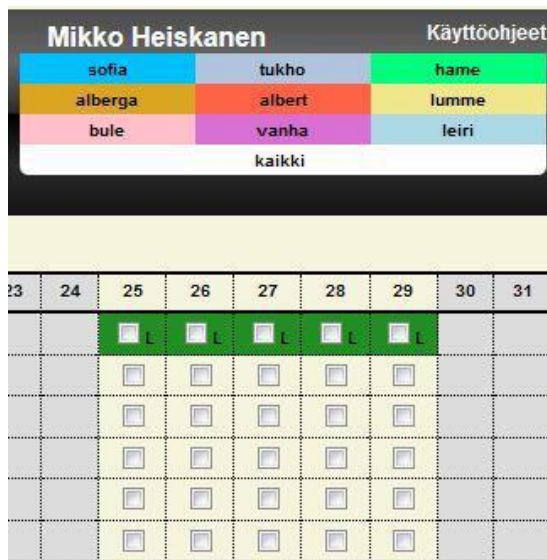 Mikko Heiskanen Käyttöohjeet
sofia tukho hame
alberga albert lumme
bule vanha leiri
kaikki
23 24 25 26 27 28 29 30 31
L L L L L